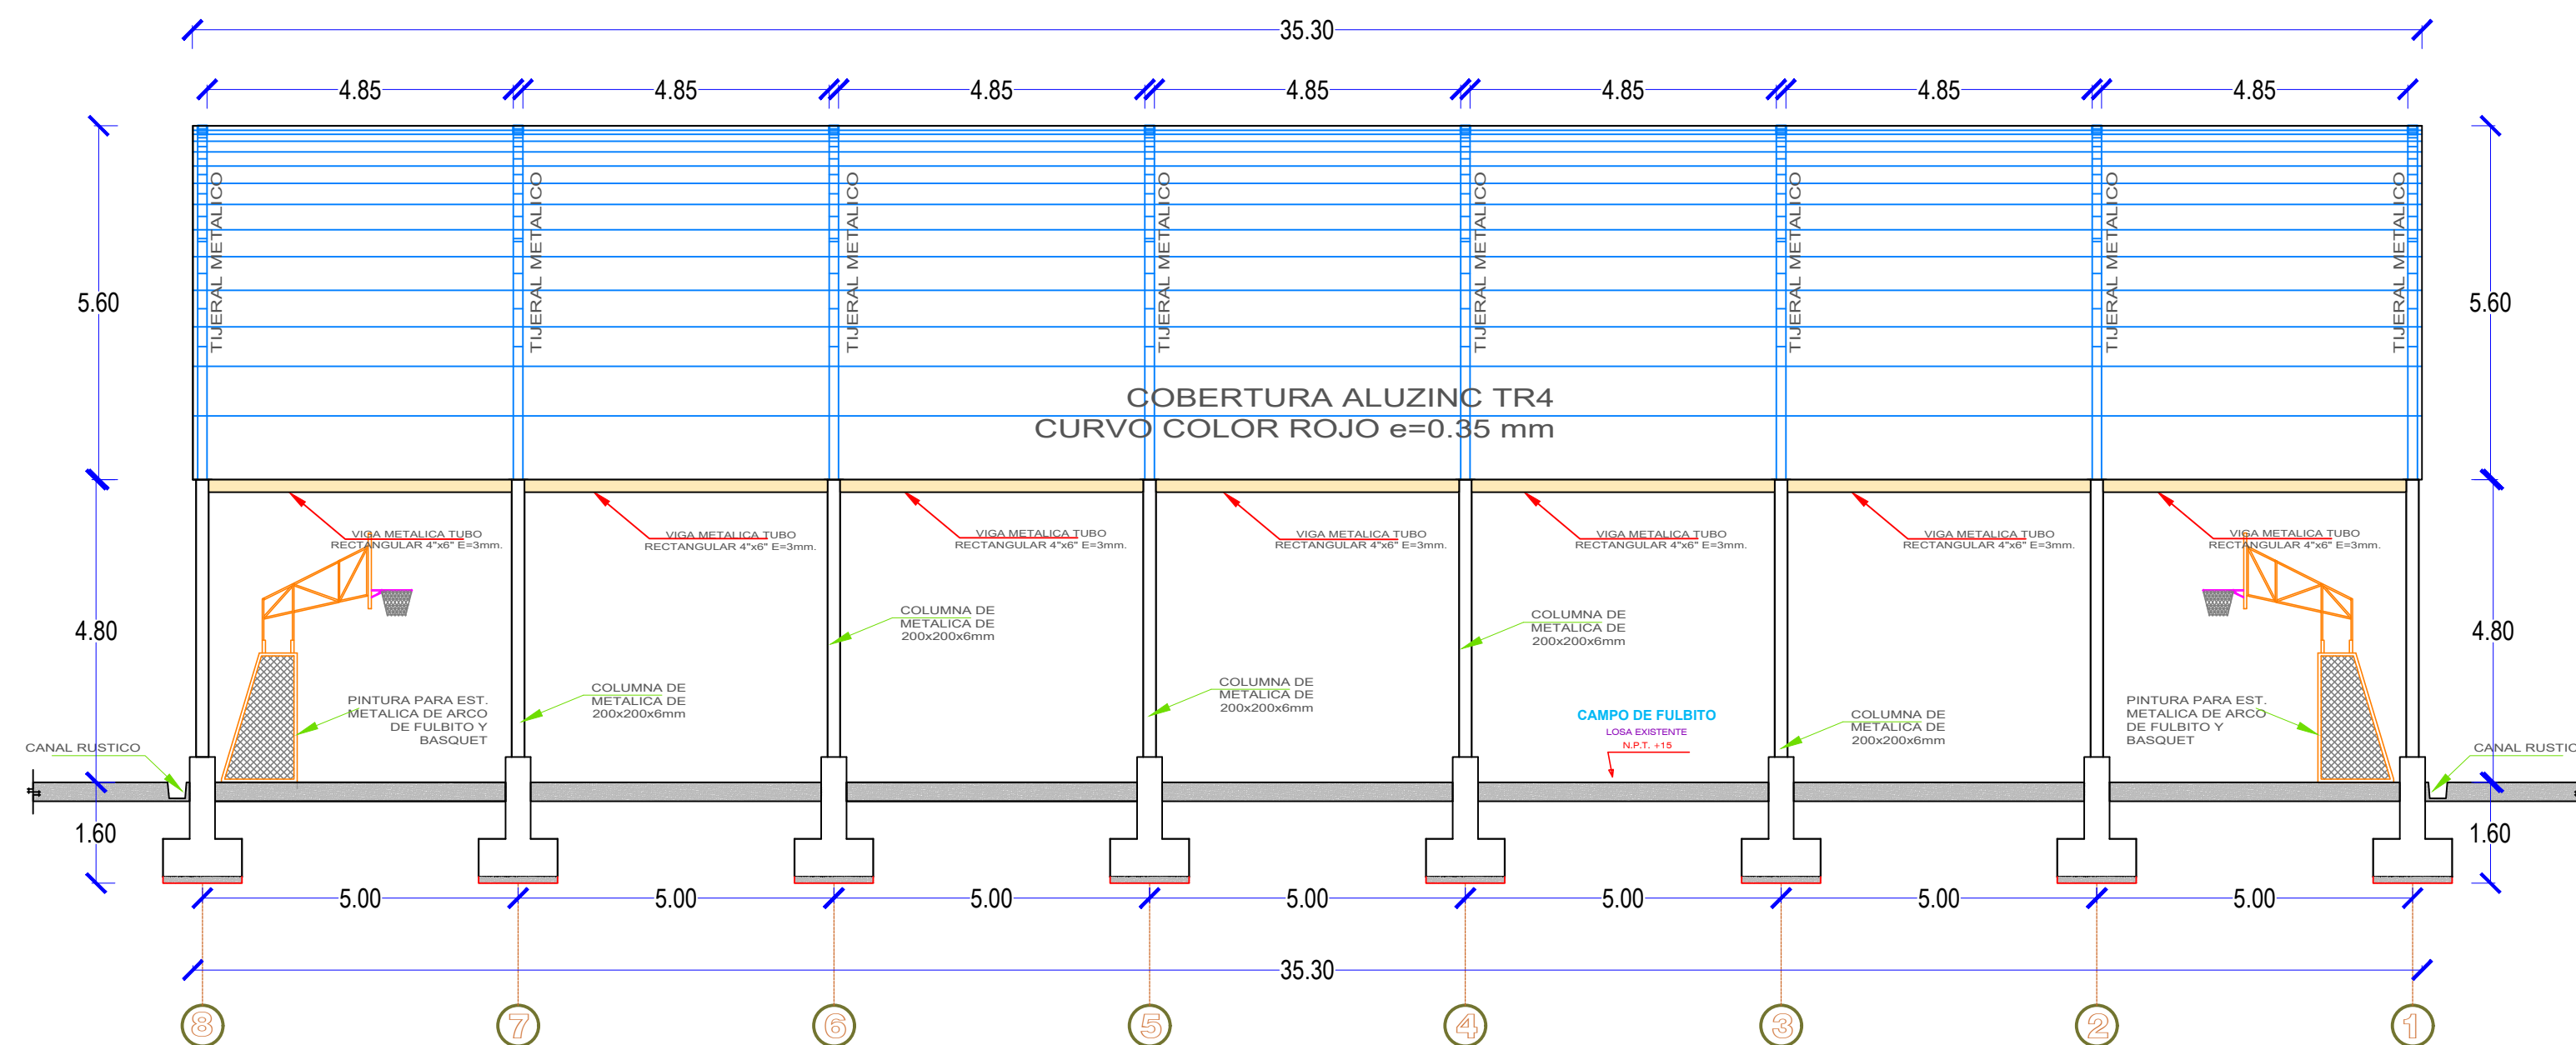 35.30
4.85
4.85
4.85
4.85
4.85
4.85
4.85
TIJERAL METALICO
TIJERAL METALICO
TIJERAL METALICO
TIJERAL METALICO
TIJERAL METALICO
TIJERAL METALICO
TIJERAL METALICO
TIJERAL METALICO
5.60
5.60
COBERTURA ALUZINC TR4
CURVO COLOR ROJO e=0.35 mm
VIGA METALICA TUBO
RECTANGULAR 4"x6" E=3mm.
VIGA METALICA TUBO
RECTANGULAR 4"x6" E=3mm.
VIGA METALICA TUBO
RECTANGULAR 4"x6" E=3mm.
VIGA METALICA TUBO
RECTANGULAR 4"x6" E=3mm.
VIGA METALICA TUBO
RECTANGULAR 4"x6" E=3mm.
VIGA METALICA TUBO
RECTANGULAR 4"x6" E=3mm.
VIGA METALICA TUBO
RECTANGULAR 4"x6" E=3mm.
4.80
4.80
COLUMNA DE
METALICA DE
200x200x6mm
COLUMNA DE
METALICA DE
200x200x6mm
PINTURA PARA EST.
METALICA DE ARCO
DE FULBITO Y
BASQUET
COLUMNA DE
METALICA DE
200x200x6mm
COLUMNA DE
METALICA DE
200x200x6mm
CAMPO DE FULBITO
LOSA EXISTENTE
N.P.T. +15
COLUMNA DE
METALICA DE
200x200x6mm
PINTURA PARA EST.
METALICA DE ARCO
DE FULBITO Y
BASQUET
CANAL RUSTICO
CANAL RUSTIC
1.60
1.60
5.00
5.00
5.00
5.00
5.00
5.00
5.00
35.30
8
7
6
5
4
3
2
1